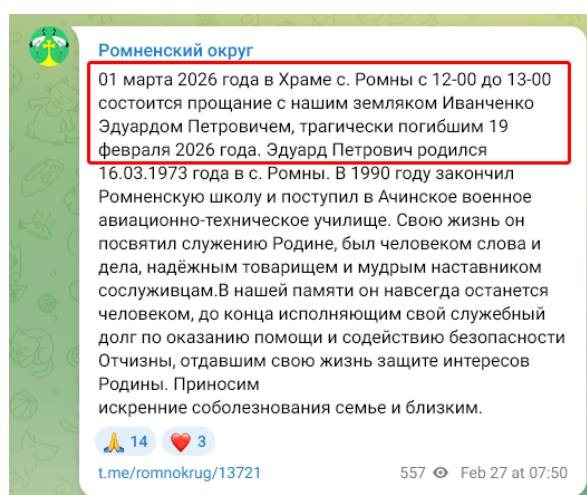 Ромненский округ
01 марта 2026 года в Храме с. Ромны с 12-00 до 13-00
состоится прощание с нашим земляком Иванченко
Эдуардом Петровичем, трагически погибшим 19
февраля 2026 года. Эдуард Петрович родился
16.03.1973 года в с. Ромны. В 1990 году закончил
Ромненскую школу и поступил в Ачинское военное
авиационно-техническое училище. Свою жизнь он
посвятил служению Родине, был человеком слова и
дела, надёжным товарищем и мудрым наставником
сослуживцам.В нашей памяти он навсегда останется
человеком, до конца исполняющим свой служебный
долг по оказанию помощи и содействию безопасности
Отчизны, отдавшим свою жизнь защите интересов
Родины. Приносим
искренние соболезнования семье и близким.
🙏 14 ❤️ 3
t.me/romnokrug/13721 557 Feb 27 at 07:50